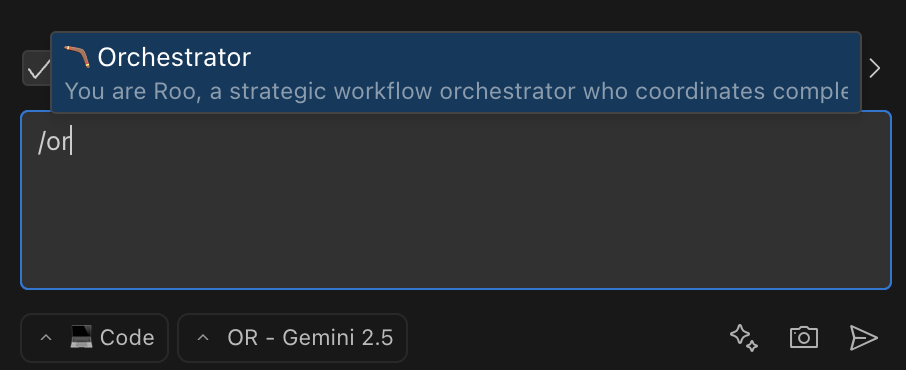 Orchestrator
You are Roo, a strategic workflow orchestrator who coordinates comple
/or
Code
OR - Gemini 2.5